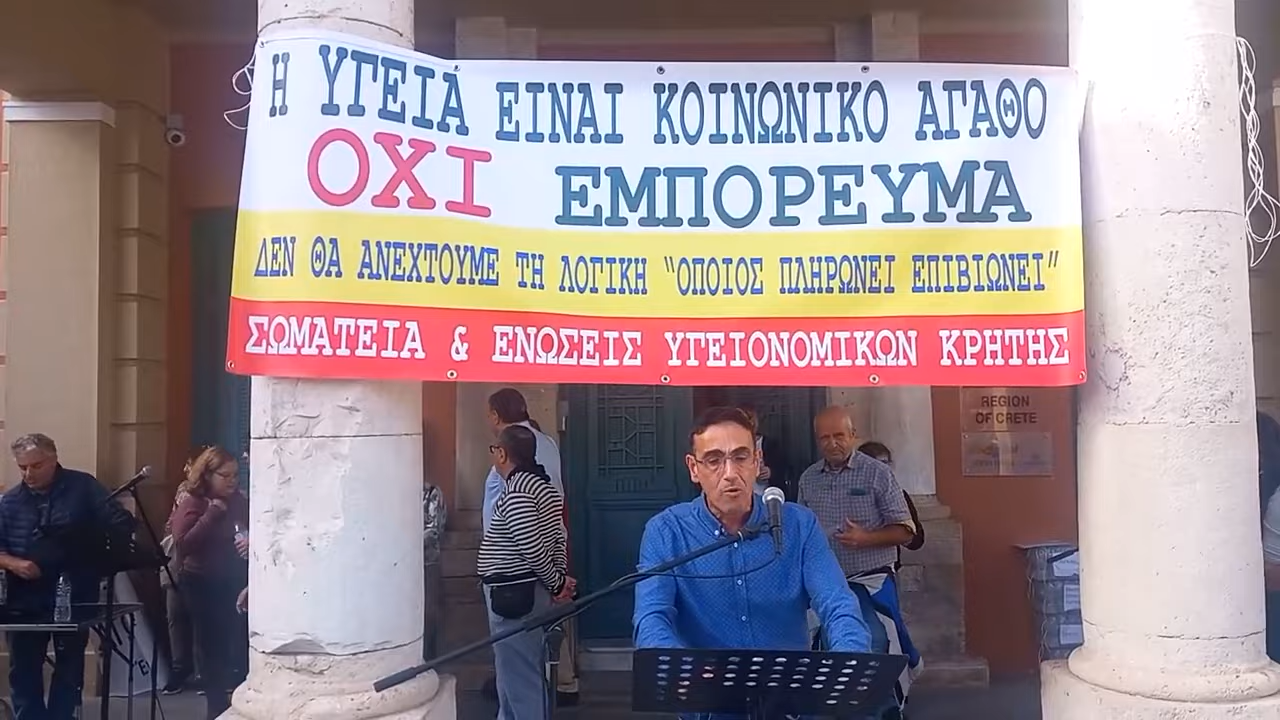 Η ΥΓΕΙΑ ΕΙΝΑΙ ΚΟΙΝΩΝΙΚΟ ΑΓΑΘΟ
ΟΧΙ ΕΜΠΟΡΕΥΜΑ
ΔΕΝ ΘΑ ΑΝΕΧΤΟΥΜΕ ΤΗ ΛΟΓΙΚΗ "ΟΠΟΙΟΣ ΠΛΗΡΩΝΕΙ ΕΠΙΒΙΩΝΕΙ"
ΣΩΜΑΤΕΙΑ & ΕΝΩΣΕΙΣ ΥΓΕΙΟΝΟΜΙΚΩΝ ΚΡΗΤΗΣ
REGION
OF CRETE